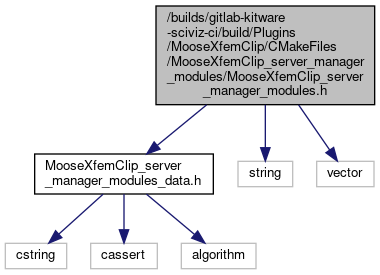 /builds/gitlab-kitware
-sciviz-ci/build/Plugins
/MooseXfemClip/CMakeFiles
/MooseXfemClip_server_manager
_modules/MooseXfemClip_server
_manager_modules.h
MooseXfemClip_server
_manager_modules_data.h
string
vector
cstring
cassert
algorithm